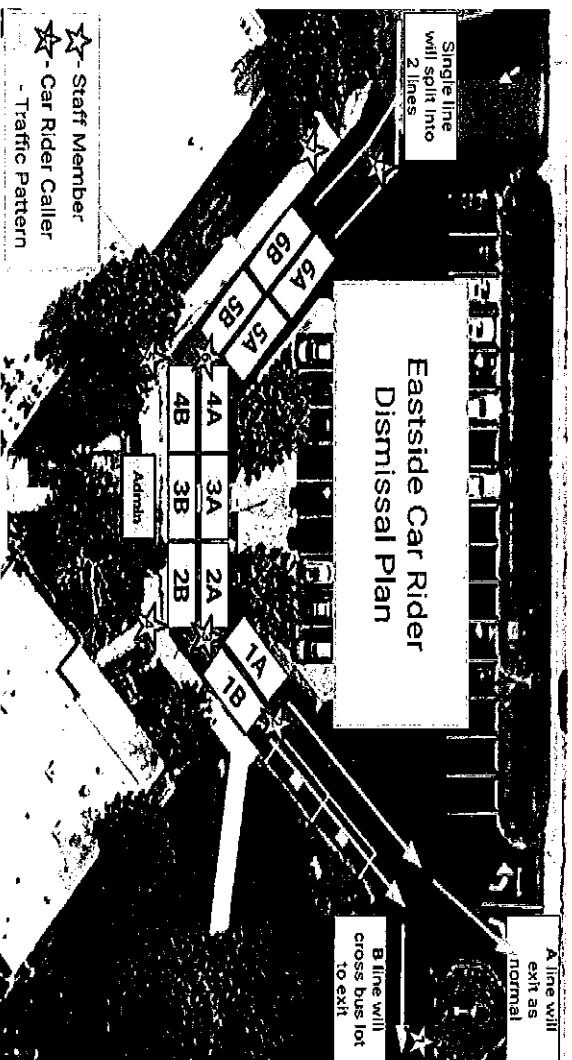 Single line
will split into
2 lines
Eastside Car Rider
Dismissal Plan
A line will
exit as
normal
6B
6A
5B
5A
4A
4B
3A
3B
2A
2B
1A
1B
Admin
B line will
cross bus lot
to exit
- Staff Member
- Car Rider Caller
- Traffic Pattern